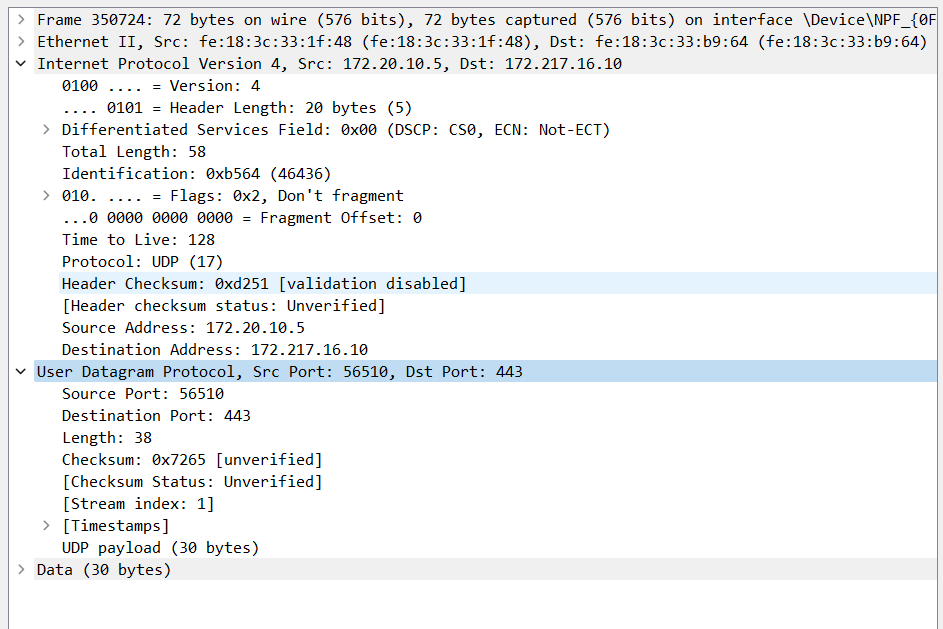 Frame 350724: 72 bytes on wire (576 bits), 72 bytes captured (576 bits) on interface \Device\NPF_{0F
Ethernet II, Src: fe:18:3c:33:1f:48 (fe:18:3c:33:1f:48), Dst: fe:18:3c:33:b9:64 (fe:18:3c:33:b9:64)
Internet Protocol Version 4, Src: 172.20.10.5, Dst: 172.217.16.10
0100 .... = Version: 4
.... 0101 = Header Length: 20 bytes (5)
Differentiated Services Field: 0x00 (DSCP: CS0, ECN: Not-ECT)
Total Length: 58
Identification: 0xb564 (46436)
010. .... = Flags: 0x2, Don't fragment
...0 0000 0000 0000 = Fragment Offset: 0
Time to Live: 128
Protocol: UDP (17)
Header Checksum: 0xd251 [validation disabled]
[Header checksum status: Unverified]
Source Address: 172.20.10.5
Destination Address: 172.217.16.10
User Datagram Protocol, Src Port: 56510, Dst Port: 443
Source Port: 56510
Destination Port: 443
Length: 38
Checksum: 0x7265 [unverified]
[Checksum Status: Unverified]
[Stream index: 1]
[Timestamps]
UDP payload (30 bytes)
Data (30 bytes)